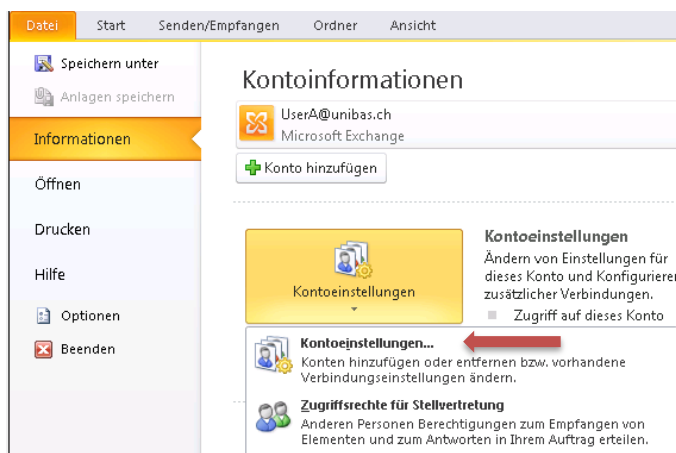 Datei Start Senden/Empfangen Ordner Ansicht
Speichern unter
Anlagen speichern
Informationen
Öffnen
Drucken
Hilfe
Optionen
Beenden
Kontoinformationen
UserA@unibas.ch
Microsoft Exchange
Konto hinzufügen
Kontoeinstellungen
Kontoeinstellungen
Ändern von Einstellungen für
dieses Konto und Konfigurieren
zusätzlicher Verbindungen.
Zugriff auf dieses Konto
Kontoeinstellungen...
Konten hinzufügen oder entfernen bzw. vorhandene
Verbindungseinstellungen ändern.
Zugriffsrechte für Stellvertretung
Anderen Personen Berechtigungen zum Empfangen von
Elementen und zum Antworten in Ihrem Auftrag erteilen.